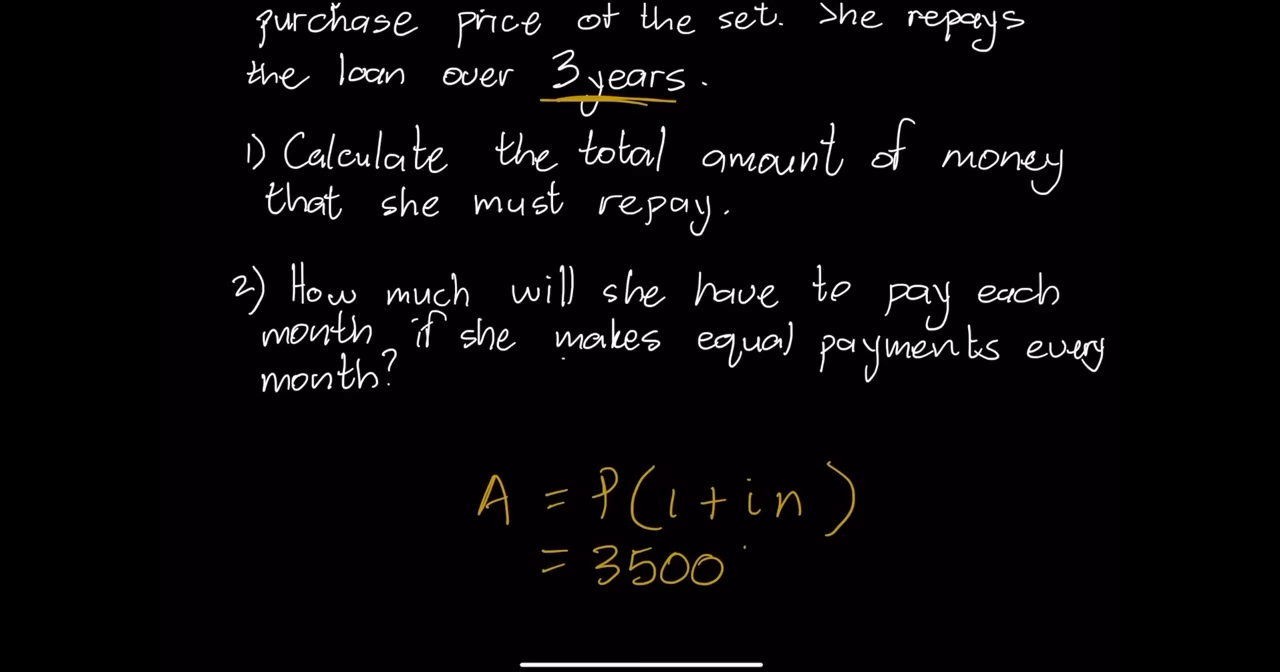 purchase price of the set. She repays
the loan over 3 years.
1) Calculate the total amount of money
that she must repay.
2) How much will she have to pay each
month if she makes equal payments every
month?
A = P(1+in)
= 3500